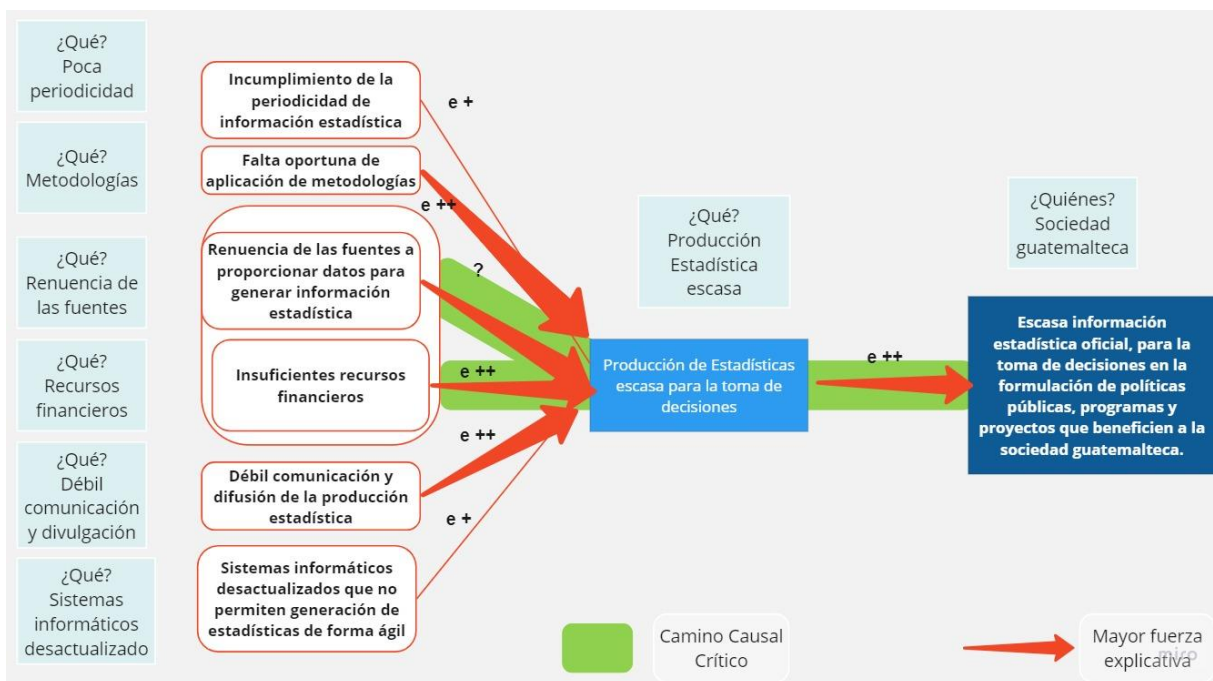 ¿Qué?
Poca
periodicidad
¿Qué?
Metodologías
¿Qué?
Renuencia de
las fuentes
¿Qué?
Recursos
financieros
¿Qué?
Débil
comunicación
y divulgación
¿Qué?
Sistemas
informáticos
desactualizado
Incumplimiento de la
periodicidad de
información estadística
e +
Falta oportuna de
aplicación de metodologías
e ++
Renuencia de las fuentes a
proporcionar datos para
generar información
estadística
?
Insuficientes recursos
financieros
e ++
e ++
Débil comunicación y
difusión de la producción
estadística
e +
Sistemas informáticos
desactualizados que no
permiten generación de
estadísticas de forma ágil
¿Qué?
Producción
Estadística
escasa
Producción de Estadísticas
escasa para la toma de
decisiones
e ++
¿Quiénes?
Sociedad
guatemalteca
Escasa información
estadística oficial, para la
toma de decisiones en la
formulación de políticas
públicas, programas y
proyectos que beneficien a la
sociedad guatemalteca.
Camino Causal
Crítico
Mayor fuerza
explicativa
miro